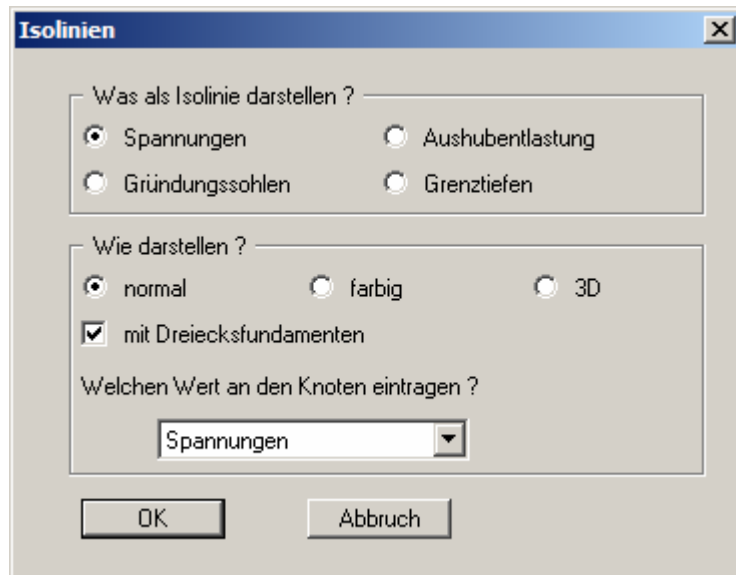 Isolinien
Was als Isolinie darstellen ?
Spannungen
Aushubentlastung
Gründungssohlen
Grenztiefen
Wie darstellen ?
normal
farbig
3D
mit Dreiecksfundamenten
Welchen Wert an den Knoten eintragen ?
Spannungen
OK
Abbruch